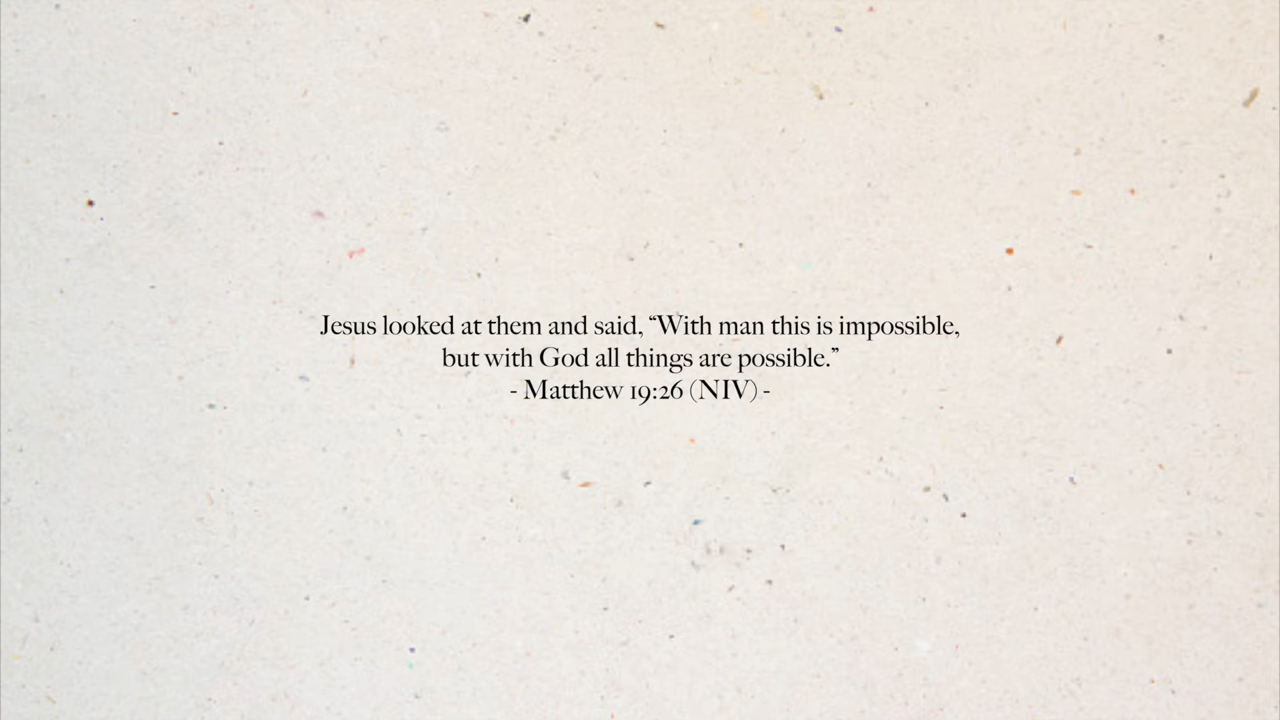 Jesus looked at them and said, “With man this is impossible,
but with God all things are possible.”
- Matthew 19:26 (NIV) -